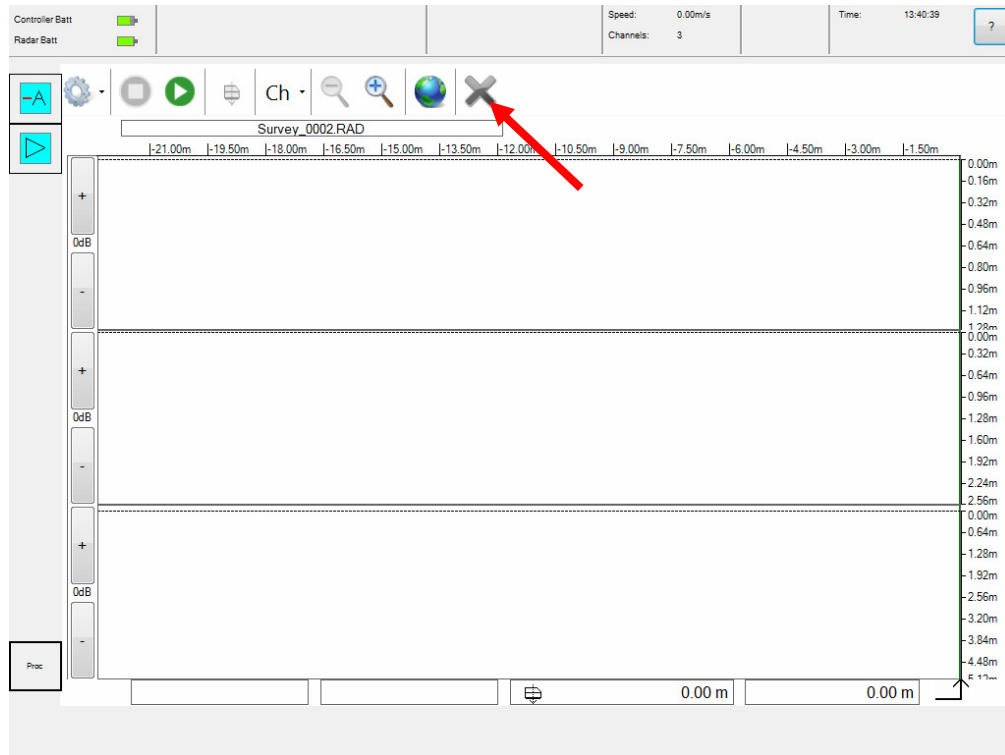 Controller Batt
Radar Batt
Speed: 0.00m/s
Channels: 3
Time: 13:40:39
?
-A
Ch
Survey_0002.RAD
-21.00m -19.50m -18.00m -16.50m -15.00m -13.50m -12.00m -10.50m -9.00m -7.50m -6.00m -4.50m -3.00m -1.50m
+
0dB
-
0.00m
0.16m
0.32m
0.48m
0.64m
0.80m
0.96m
1.12m
1.28m
+
0dB
-
0.00m
0.32m
0.64m
0.96m
1.28m
1.60m
1.92m
2.24m
2.56m
+
0dB
-
0.00m
0.64m
1.28m
1.92m
2.56m
3.20m
3.84m
4.48m
5.12m
Proc
0.00 m
0.00 m